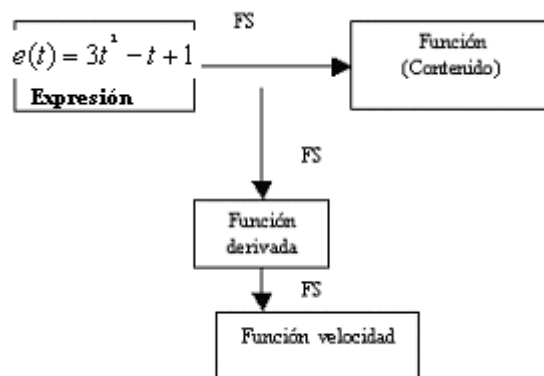 FS
e(t) = 3t² − t + 1
Expresión
Función
(Contenido)
FS
Función
derivada
FS
Función velocidad